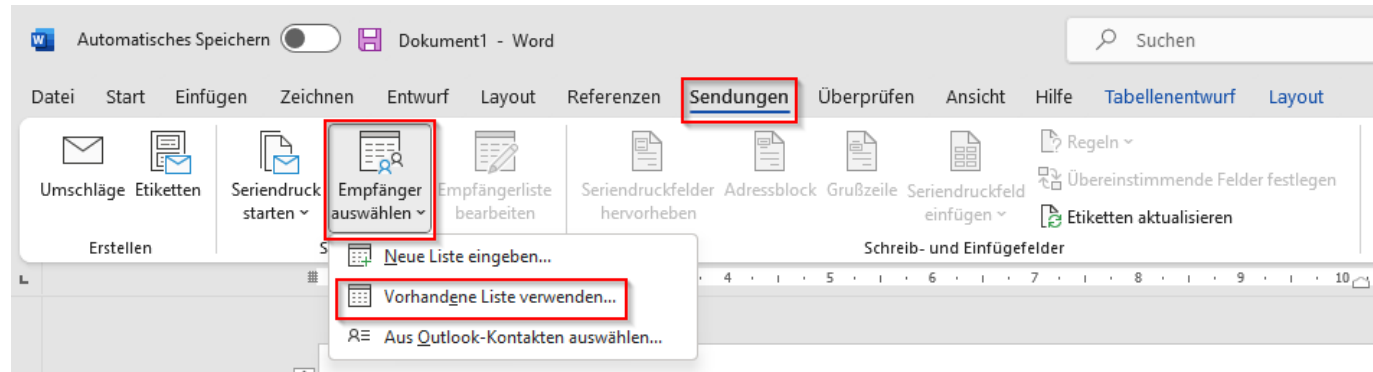 Automatisches Speichern Dokument1 - Word Suchen
Datei Start Einfügen Zeichnen Entwurf Layout Referenzen Sendungen Überprüfen Ansicht Hilfe Tabellenentwurf Layout
Umschläge Etiketten Seriendruck starten Empfänger auswählen Empfängerliste bearbeiten Seriendruckfelder hervorheben Adressblock Grußzeile Seriendruckfeld einfügen
Regeln
Übereinstimmende Felder festlegen
Etiketten aktualisieren
Erstellen S Schreib- und Einfügefelder
Neue Liste eingeben...
Vorhandene Liste verwenden...
Aus Outlook-Kontakten auswählen...
4 5 6 7 8 9 10